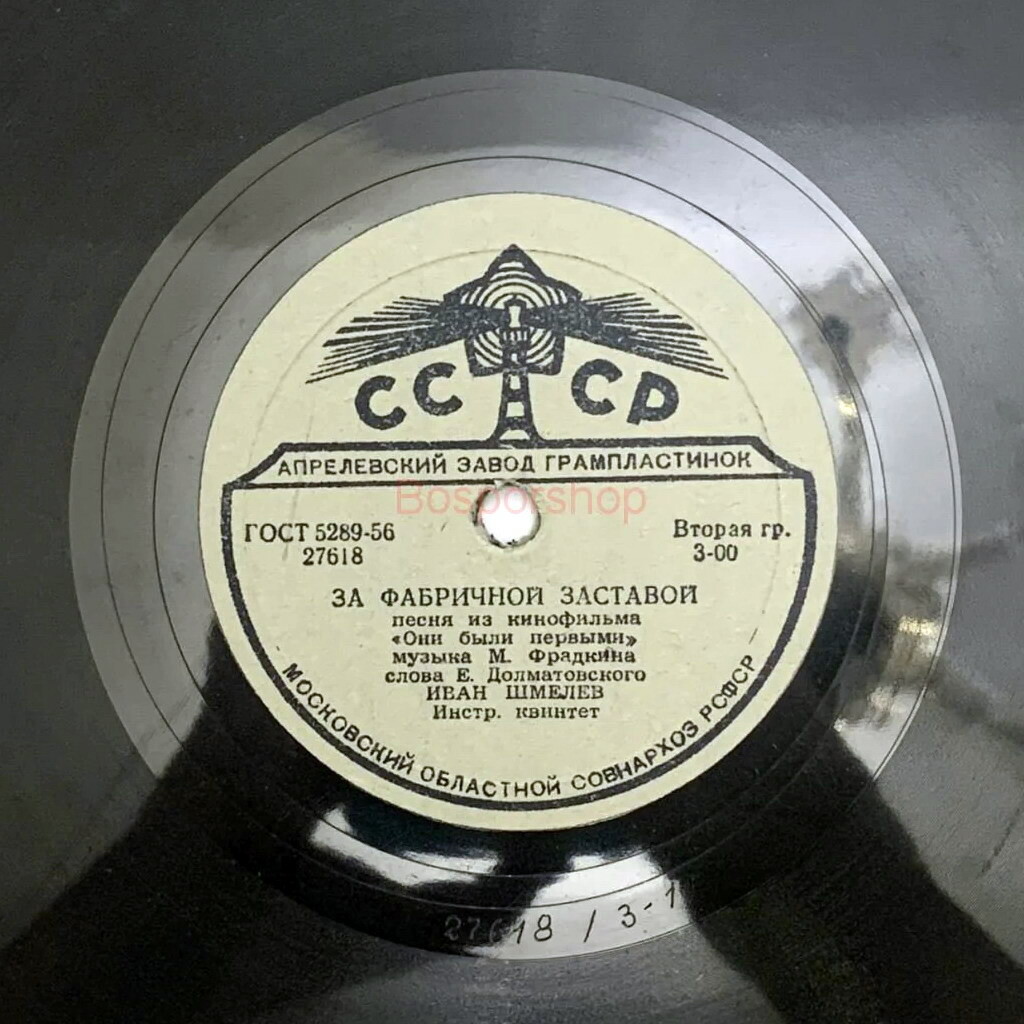 СССР
АПРЕЛЕВСКИЙ ЗАВОД ГРАМПЛАСТИНОК
Bosporshop
ГОСТ 5289-56
27618
Вторая гр.
3-00
ЗА ФАБРИЧНОЙ ЗАСТАВОЙ
песня из кинофильма
«Они были первыми»
музыка М. Фрадкина
слова Е. Долматовского
ИВАН ШМЕЛЕВ
Инстр. квинтет
МОСКОВСКИЙ ОБЛАСТНОЙ СОВНАРХОЗ РСФСР
27618 / 3-1